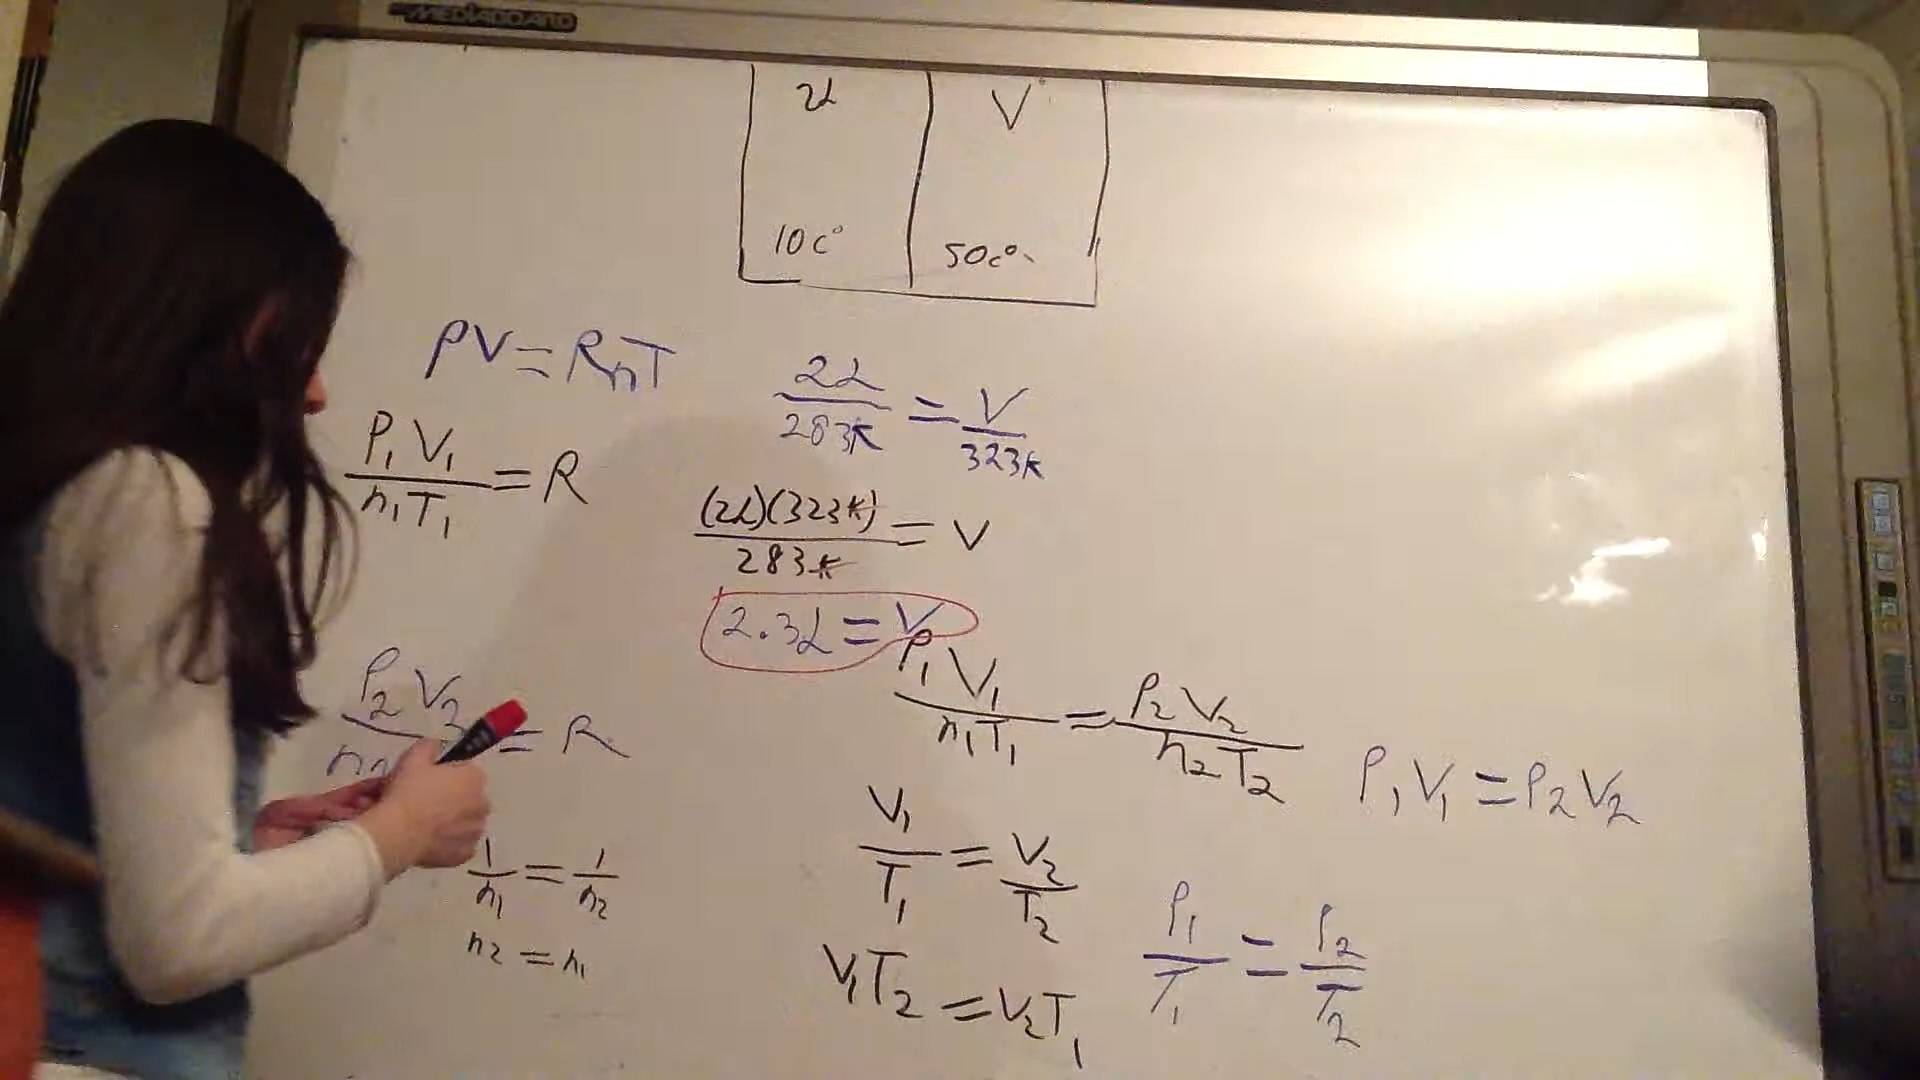 MEDIABOARD
2L V
10c° 50c°
PV=RnT
P₁V₁/n₁T₁ = R
P₂V₂ = R
1/n₁ = 1/n₂
n₂ = n₁
2L/283K = V/323K
(2L)(323K)/283K = V
2.3L = V
P₁V₁/n₁T₁ = P₂V₂/n₂T₂
P₁V₁ = P₂V₂
V₁/T₁ = V₂/T₂
V₁T₂ = V₂T₁
P₁/T₁ = P₂/T₂